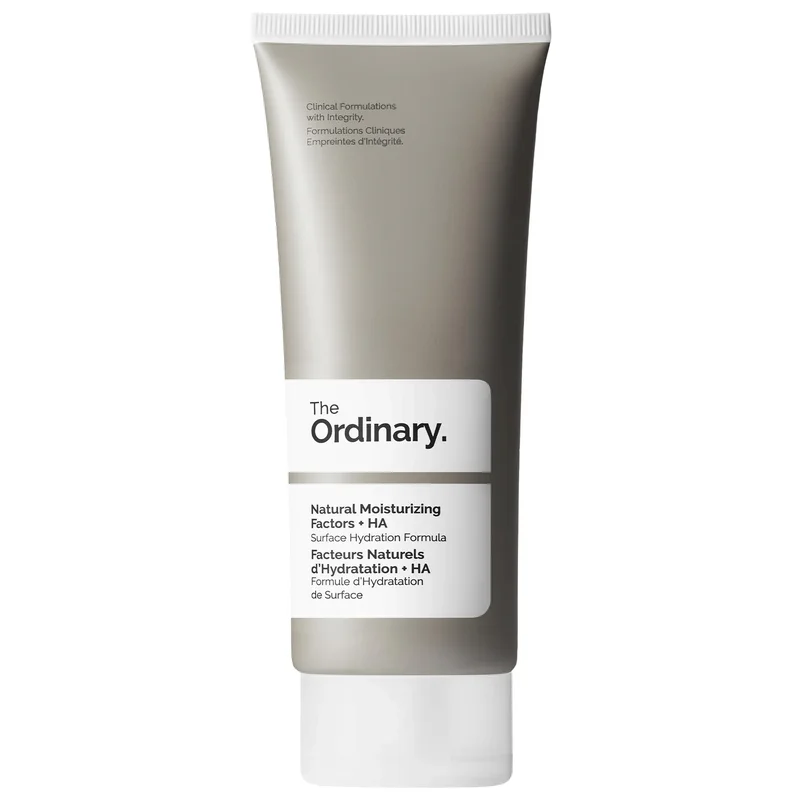 Clinical Formulations
with Integrity.
Formulations Cliniques
Empreintes d'Intégrité.
The
Ordinary.
Natural Moisturizing
Factors + HA
Surface Hydration Formula
Facteurs Naturels
d'Hydratation + HA
Formule d'Hydratation
de Surface